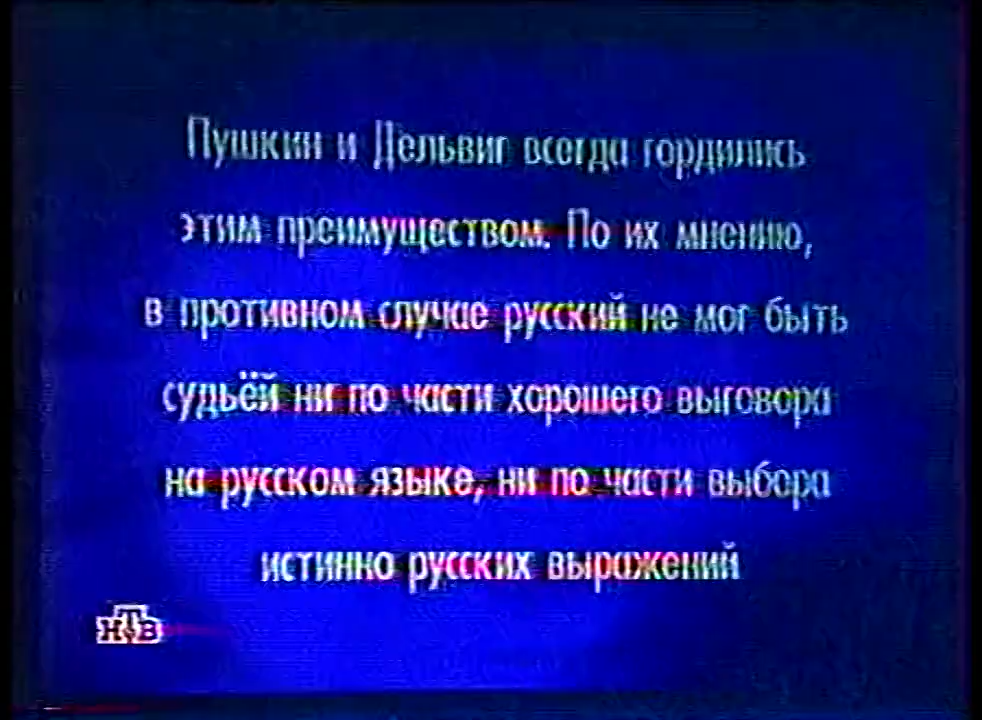 Пушкин и Дельвиг всегда гордились
этим преимуществом. По их мнению,
в противном случае русский не мог быть
судьёй ни по части хорошего выговора
на русском языке, ни по части выбора
истинно русских выражений
НТВ